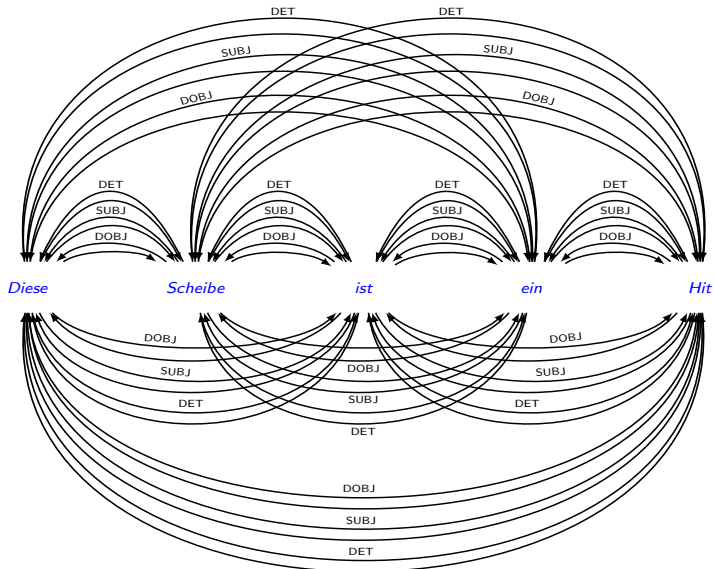 DET DET
SUBJ SUBJ
DOBJ DOBJ
DET DET DET DET
SUBJ SUBJ SUBJ SUBJ
DOBJ DOBJ DOBJ DOBJ
Diese Scheibe ist ein Hit
DOBJ DOBJ
DOBJ
SUBJ SUBJ
SUBJ
DET DET
DET
DOBJ
SUBJ
DET